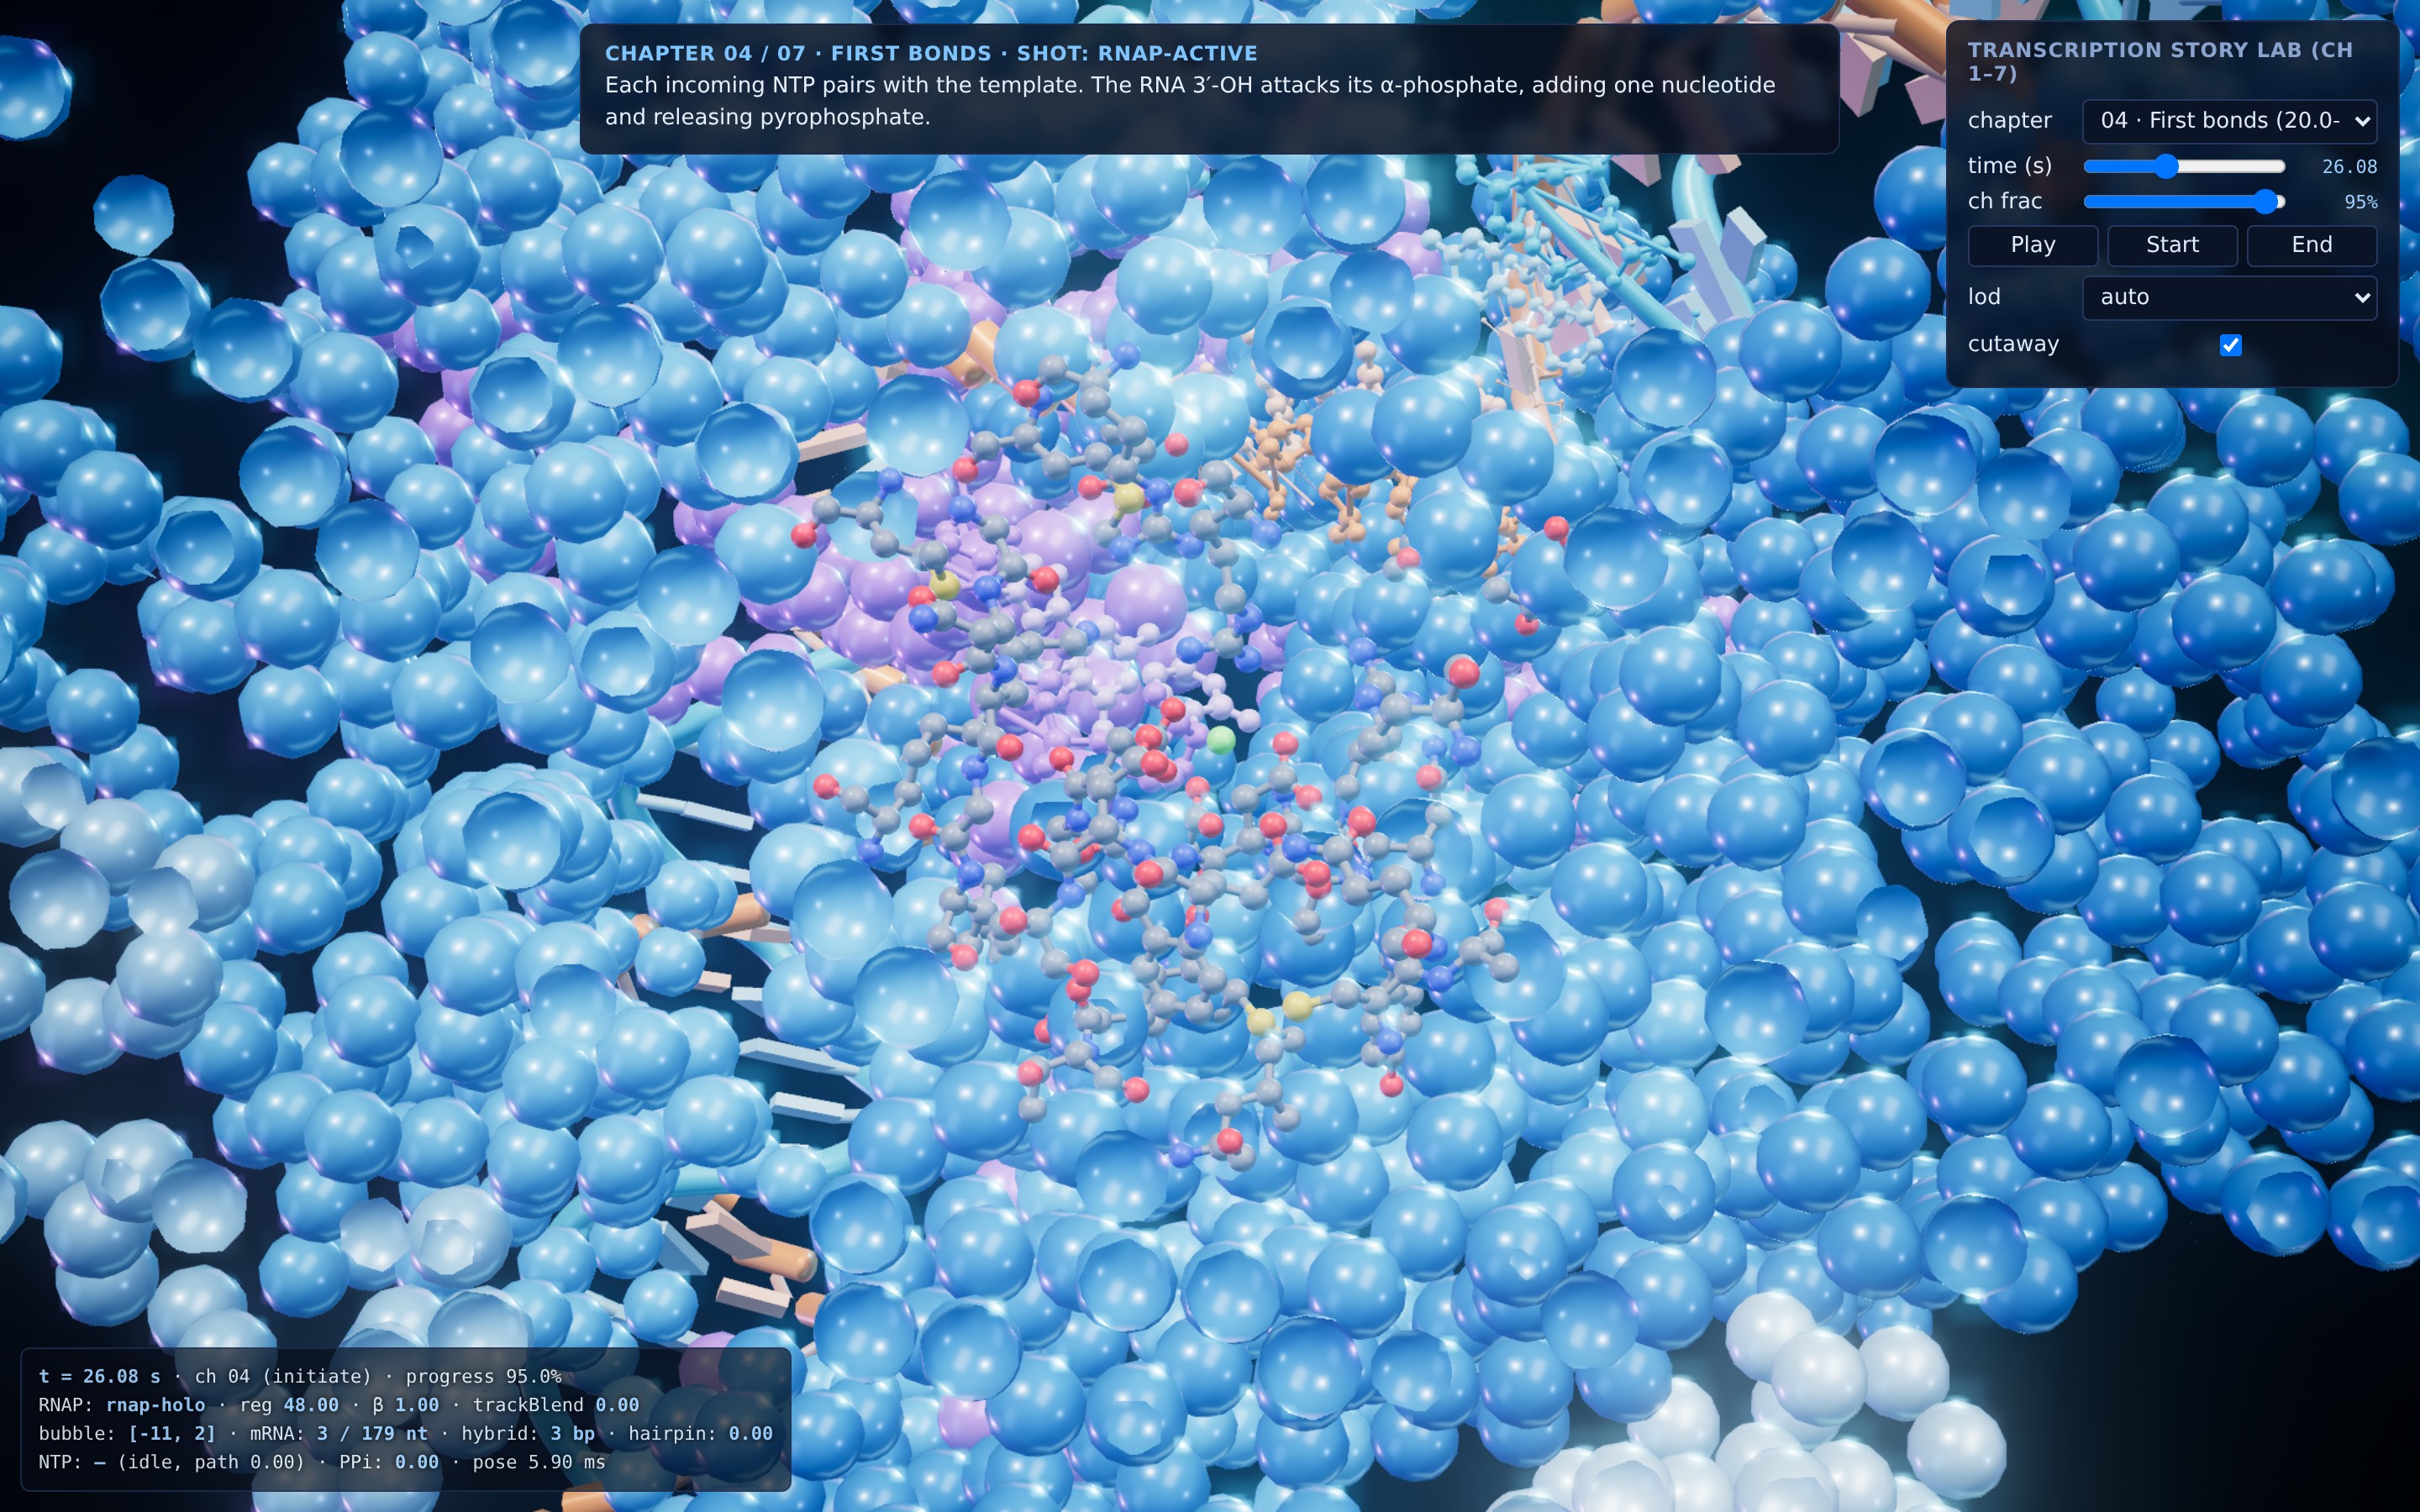 CHAPTER 04 / 07 · FIRST BONDS · SHOT: RNAP-ACTIVE
Each incoming NTP pairs with the template. The RNA 3′-OH attacks its α-phosphate, adding one nucleotide
and releasing pyrophosphate.
TRANSCRIPTION STORY LAB (CH
1–7)
chapter 04 · First bonds (20.0-
time (s) 26.08
ch frac 95%
Play Start End
lod auto
cutaway
t = 26.08 s · ch 04 (initiate) · progress 95.0%
RNAP: rnap-holo · reg 48.00 · β 1.00 · trackBlend 0.00
bubble: [-11, 2] · mRNA: 3 / 179 nt · hybrid: 3 bp · hairpin: 0.00
NTP: — (idle, path 0.00) · PPi: 0.00 · pose 5.90 ms